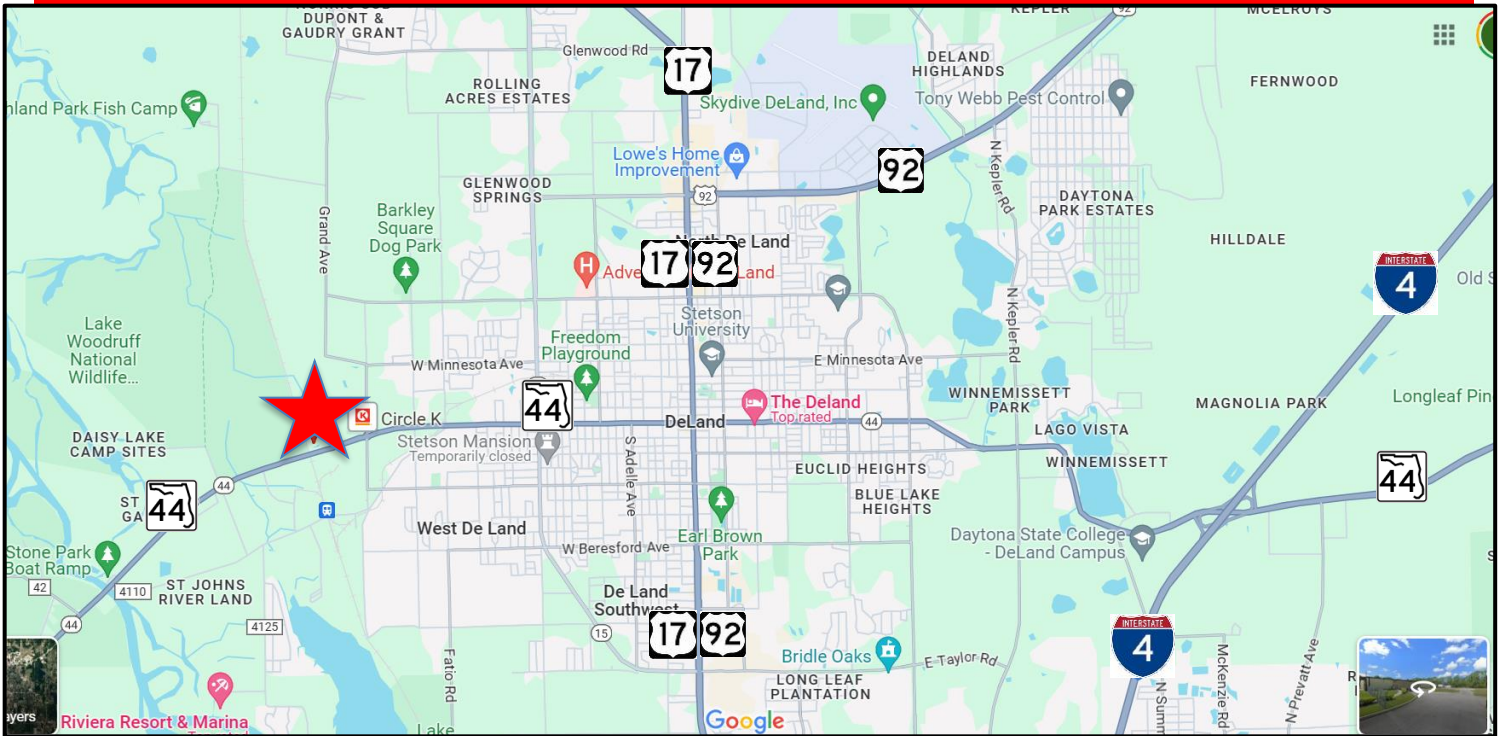 DUPONT &
GAUDRY GRANT
KEPLER
92
MCELROYS
Glenwood Rd
17
DELAND
HIGHLANDS
FERNWOOD
ROLLING
ACRES ESTATES
Skydive DeLand, Inc
Tony Webb Pest Control
Park Fish Camp
Lowe's Home
Improvement
92
N Kepler Rd
GLENWOOD
SPRINGS
92
DAYTONA
PARK ESTATES
Grand Ave
Barkley
Square
Dog Park
North De Land
HILLDALE
17
92
Adve
Land
INTERSTATE
4
Old S
Lake
Woodruff
National
Wildlife...
Stetson
University
N Kepler Rd
Freedom
Playground
W Minnesota Ave
E Minnesota Ave
44
The Deland
Top rated
WINNEMISSETT
PARK
MAGNOLIA PARK
Longleaf Pin
Circle K
DeLand
44
LAGO VISTA
DAISY LAKE
CAMP SITES
Stetson Mansion
Temporarily closed
S Adelle Ave
EUCLID HEIGHTS
WINNEMISSETT
44
44
ST
GA
44
BLUE LAKE
HEIGHTS
West De Land
Earl Brown
Park
Daytona State College
- DeLand Campus
W Beresford Ave
Stone Park
Boat Ramp
42
4110
ST JOHNS
RIVER LAND
De Land
Southwest
44
4125
15
17
92
INTERSTATE
4
Fatio Rd
Bridle Oaks
E Taylor Rd
LONG LEAF
PLANTATION
McKenzie Rd
N Prevatt Ave
N Summ
ayers
Riviera Resort & Marina
Lake
Google